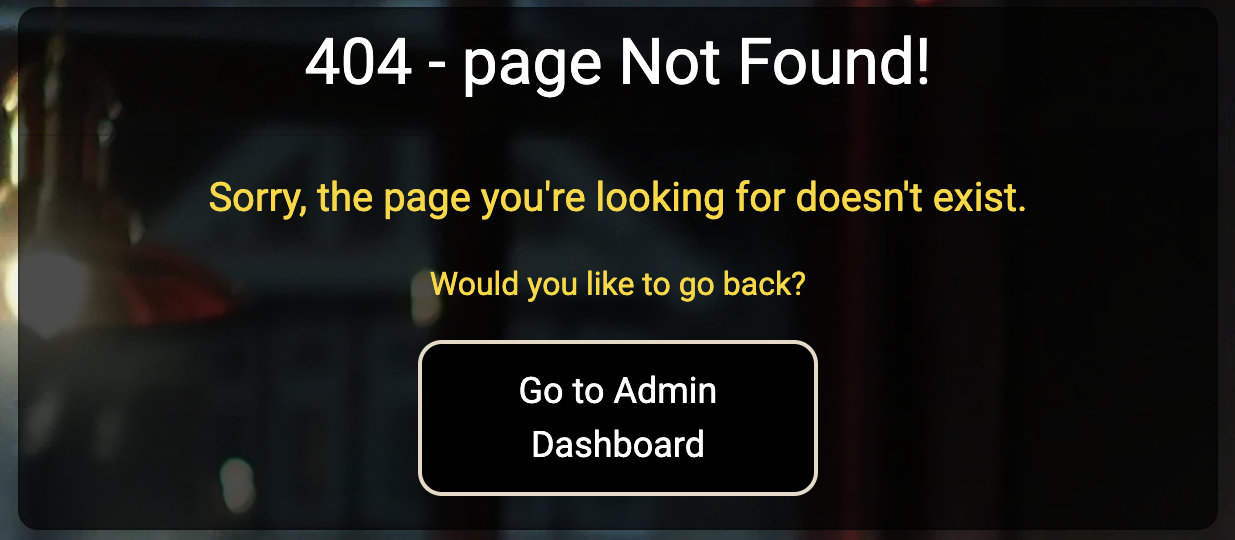 404 - page Not Found!
Sorry, the page you're looking for doesn't exist.
Would you like to go back?
Go to Admin
Dashboard